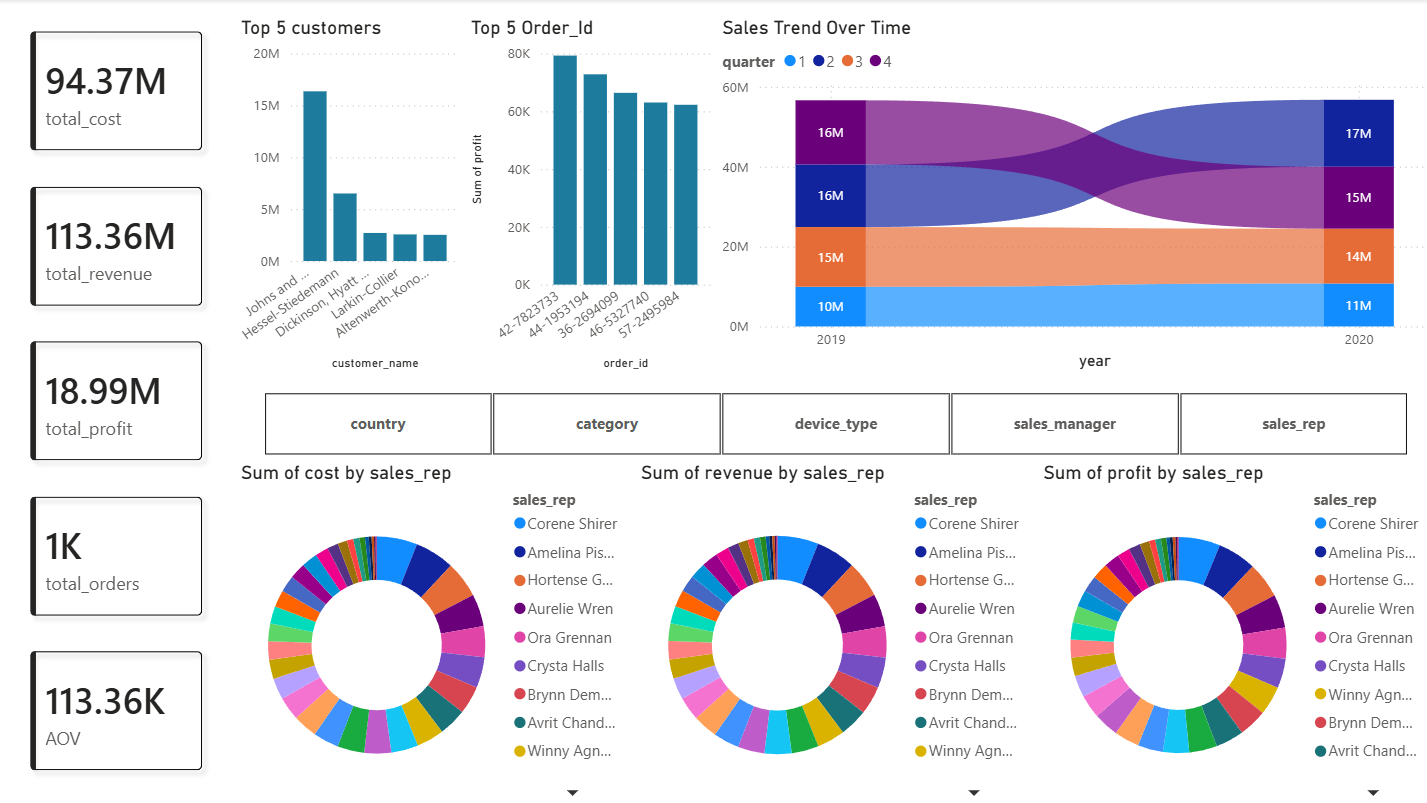 94.37M
total_cost
113.36M
total_revenue
18.99M
total_profit
1K
total_orders
113.36K
AOV
Top 5 customers
20M
15M
10M
5M
0M
Johns and ...
Hessel-Stiedemann
Dickinson, Hyatt ...
Larkin-Collier
Altenwerth-Kono...
customer_name
Top 5 Order_Id
Sum of profit
80K
60K
40K
20K
0K
42-7823733
44-1953194
36-2694099
46-5327740
57-2495984
order_id
Sales Trend Over Time
quarter 1 2 3 4
60M
40M
20M
0M
16M
16M
15M
10M
17M
15M
14M
11M
2019 2020
year
country category device_type sales_manager sales_rep
Sum of cost by sales_rep
sales_rep
Corene Shirer
Amelina Pis...
Hortense G...
Aurelie Wren
Ora Grennan
Crysta Halls
Brynn Dem...
Avrit Chand...
Winny Agn...
Sum of revenue by sales_rep
sales_rep
Corene Shirer
Amelina Pis...
Hortense G...
Aurelie Wren
Ora Grennan
Crysta Halls
Brynn Dem...
Avrit Chand...
Winny Agn...
Sum of profit by sales_rep
sales_rep
Corene Shirer
Amelina Pis...
Hortense G...
Aurelie Wren
Ora Grennan
Crysta Halls
Winny Agn...
Brynn Dem...
Avrit Chand...